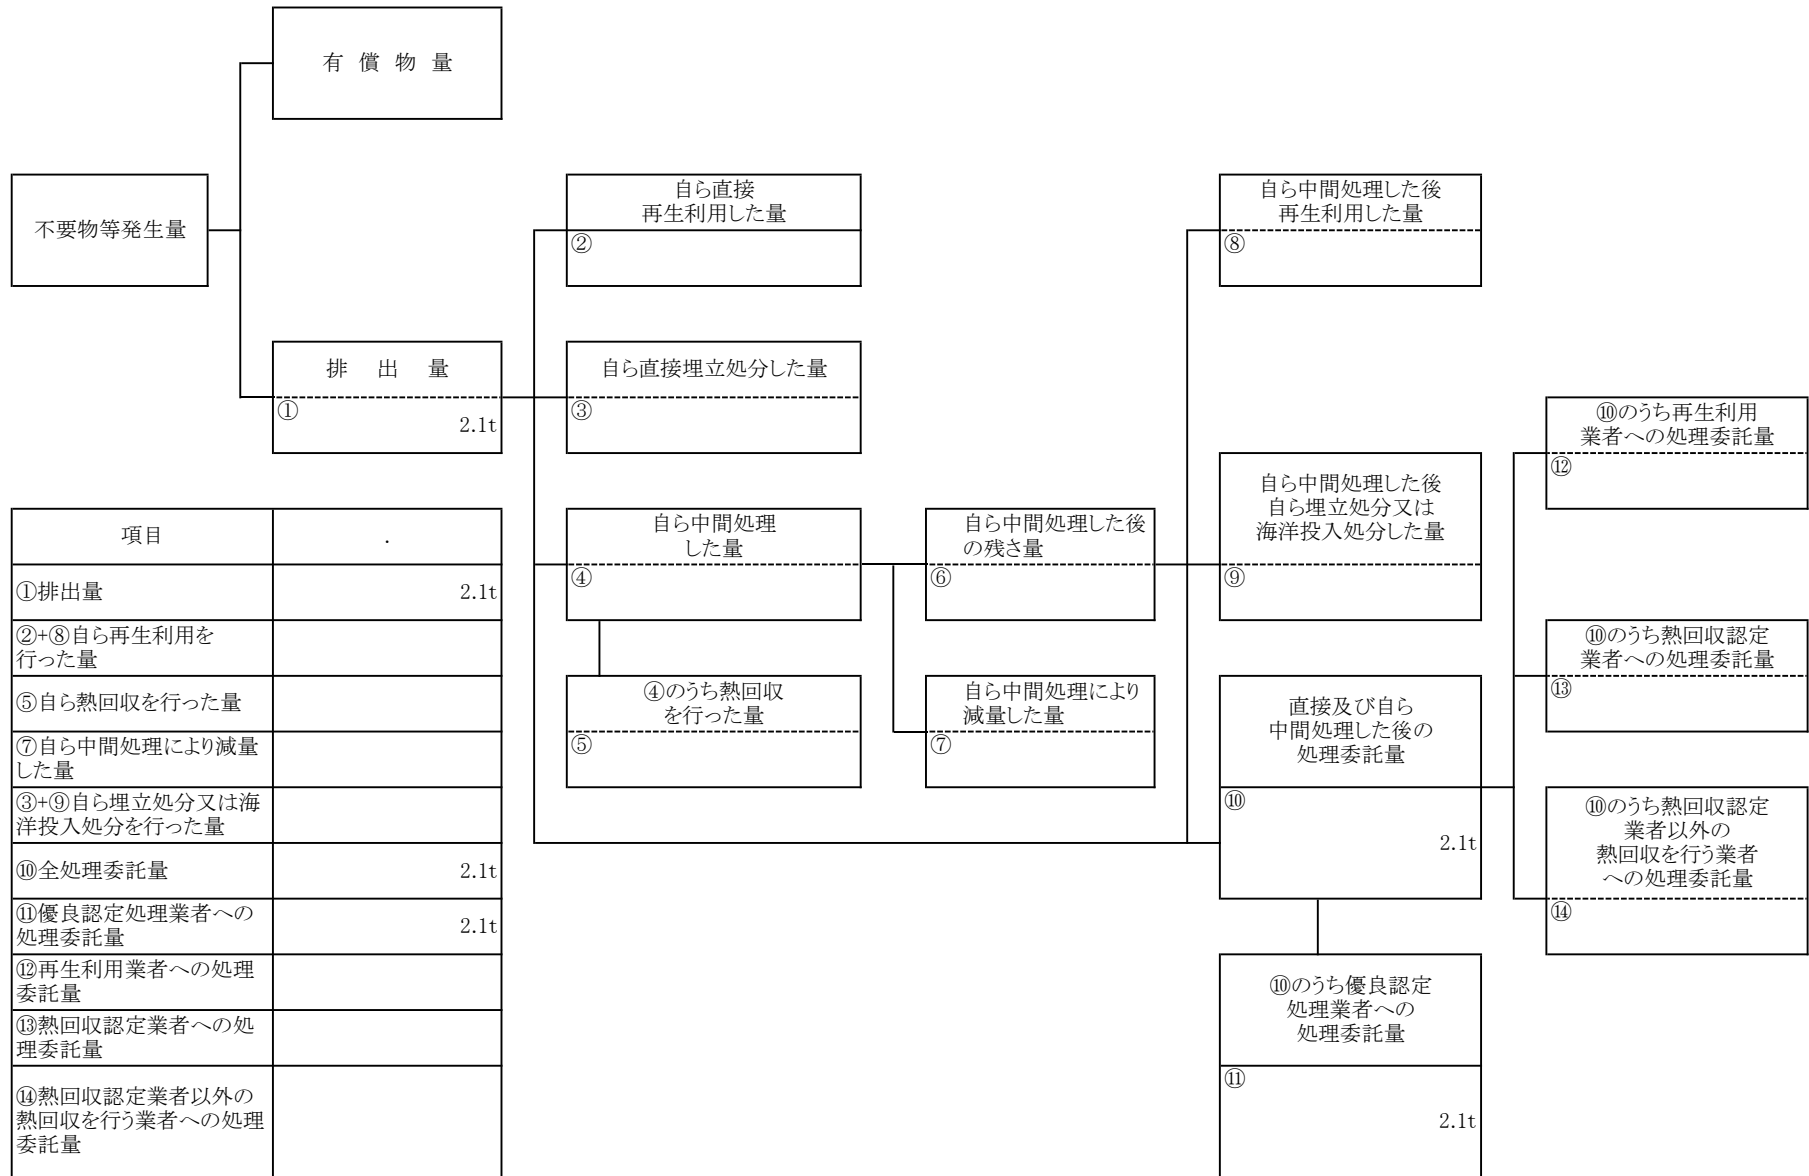 有 償 物 量
不要物等発生量
排 出 量
①
2.1t
自ら直接
再生利用した量
②
自ら直接埋立処分した量
③
自ら中間処理
した量
④
④のうち熱回収
を行った量
⑤
自ら中間処理した後
の残さ量
⑥
自ら中間処理により
減量した量
⑦
自ら中間処理した後
再生利用した量
⑧
自ら中間処理した後
自ら埋立処分又は
海洋投入処分した量
⑨
直接及び自ら
中間処理した後の
処理委託量
⑩
2.1t
⑩のうち優良認定
処理業者への
処理委託量
⑪
2.1t
⑩のうち再生利用
業者への処理委託量
⑫
⑩のうち熱回収認定
業者への処理委託量
⑬
⑩のうち熱回収認定
業者以外の
熱回収を行う業者
への処理委託量
⑭
項目 .
①排出量 2.1t
②+⑧自ら再生利用を
行った量
⑤自ら熱回収を行った量
⑦自ら中間処理により減量
した量
③+⑨自ら埋立処分又は海
洋投入処分を行った量
⑩全処理委託量 2.1t
⑪優良認定処理業者への
処理委託量 2.1t
⑫再生利用業者への処理
委託量
⑬熱回収認定業者への処
理委託量
⑭熱回収認定業者以外の
熱回収を行う業者への処理
委託量